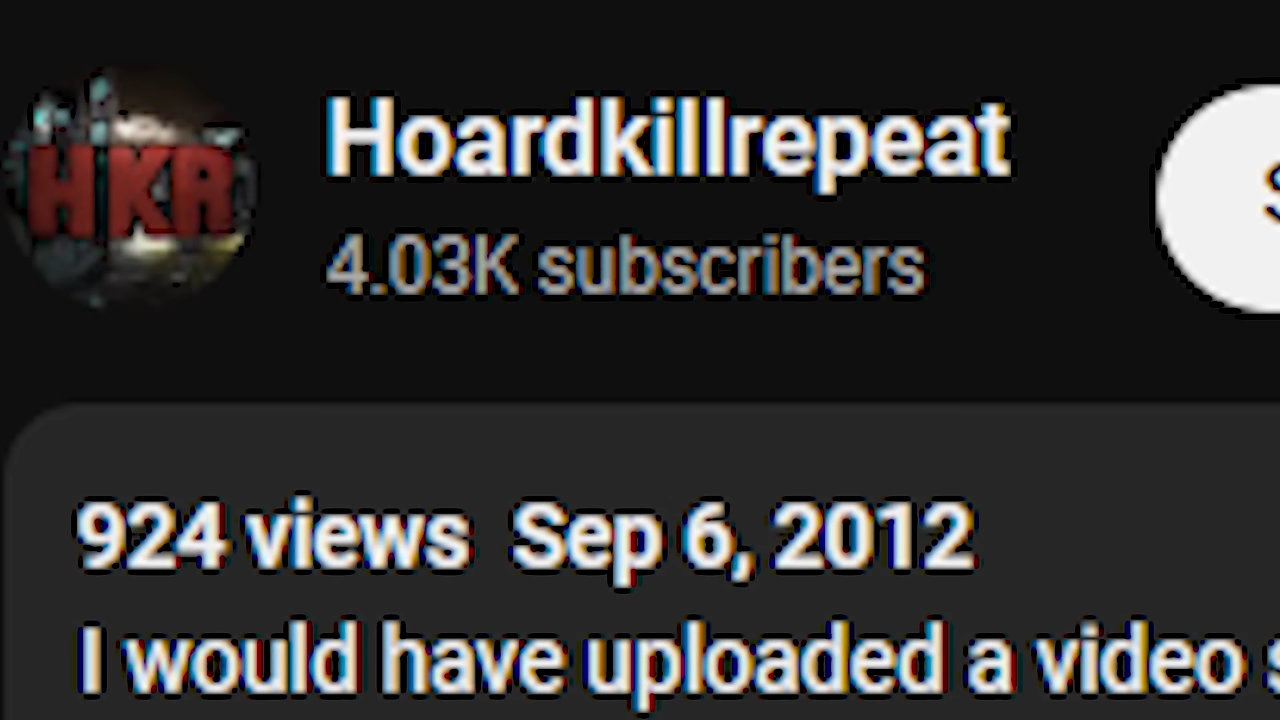 HKR
Hoardkillrepeat
4.03K subscribers
924 views Sep 6, 2012
I would have uploaded a video